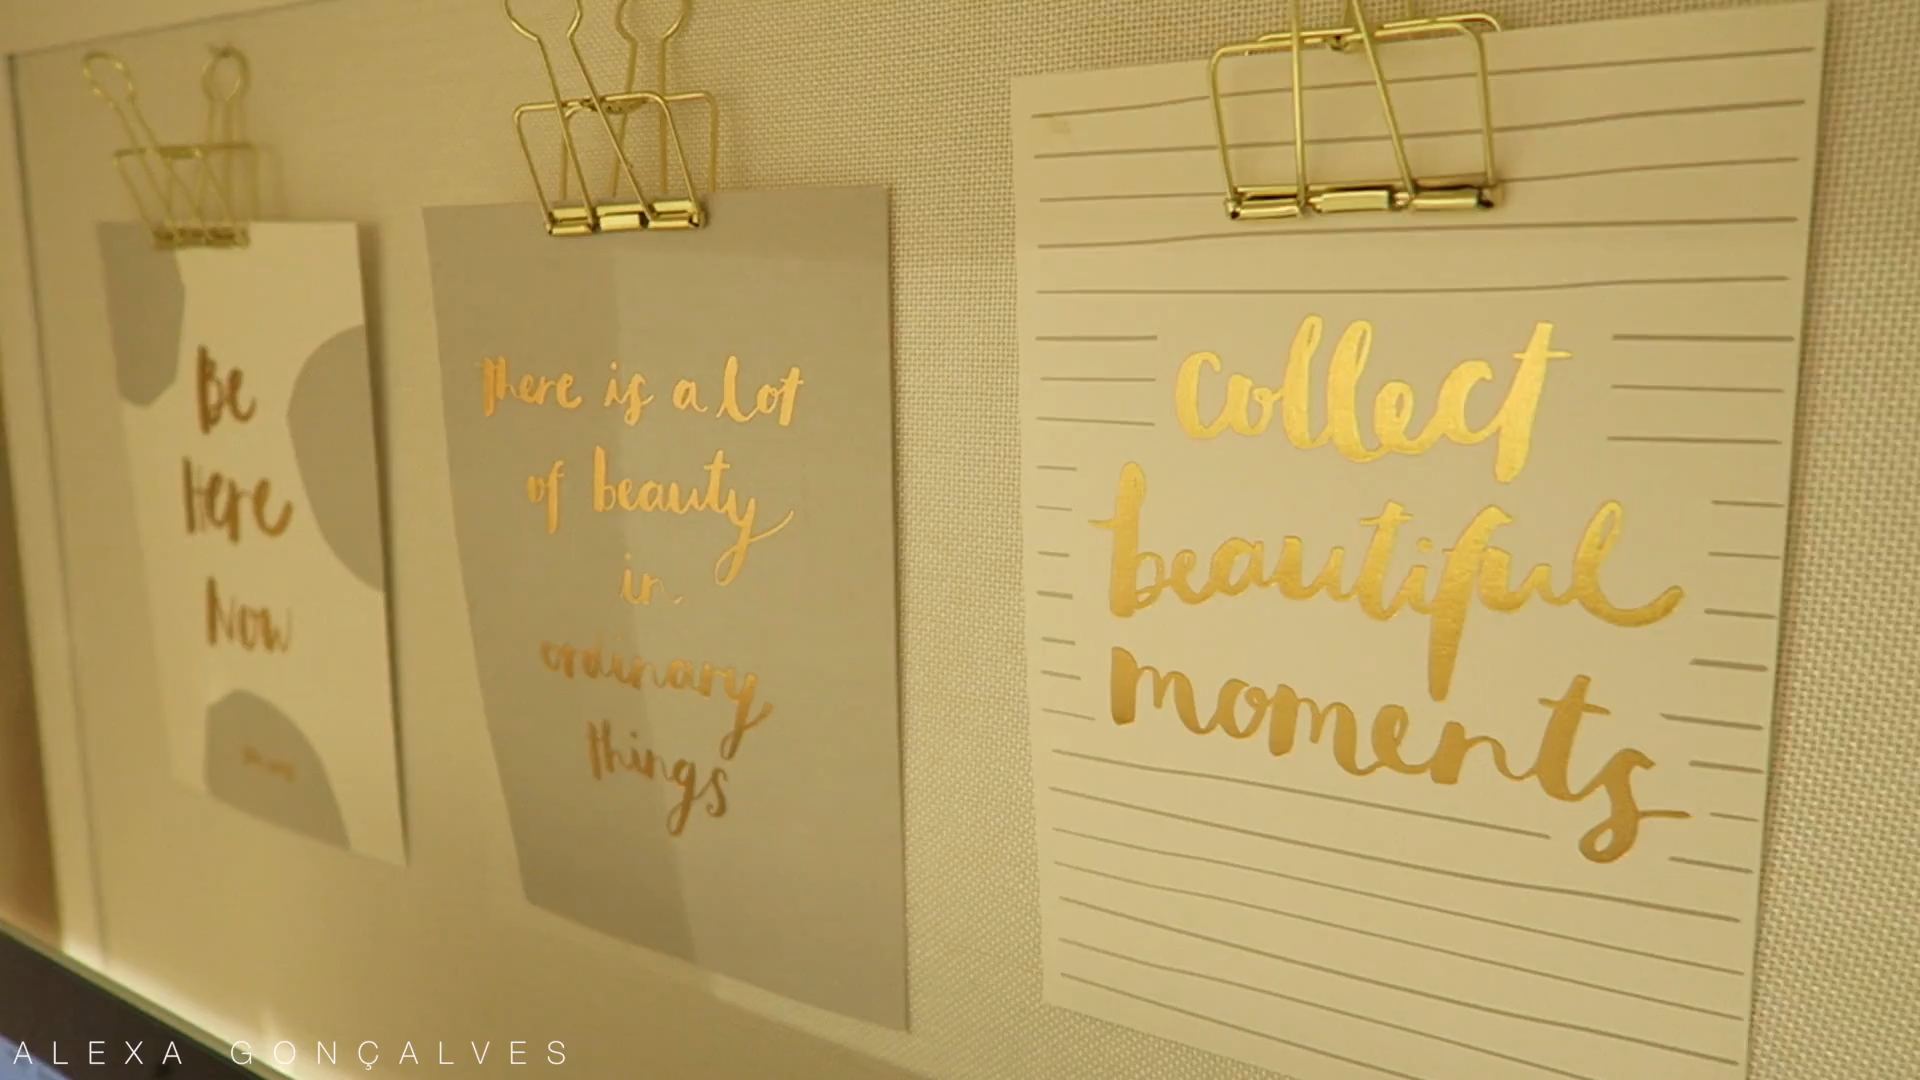 Be
Here
Now
There is a lot
of beauty
in
ordinary
things
collect
beautiful
moments
ALEXA GONÇALVES